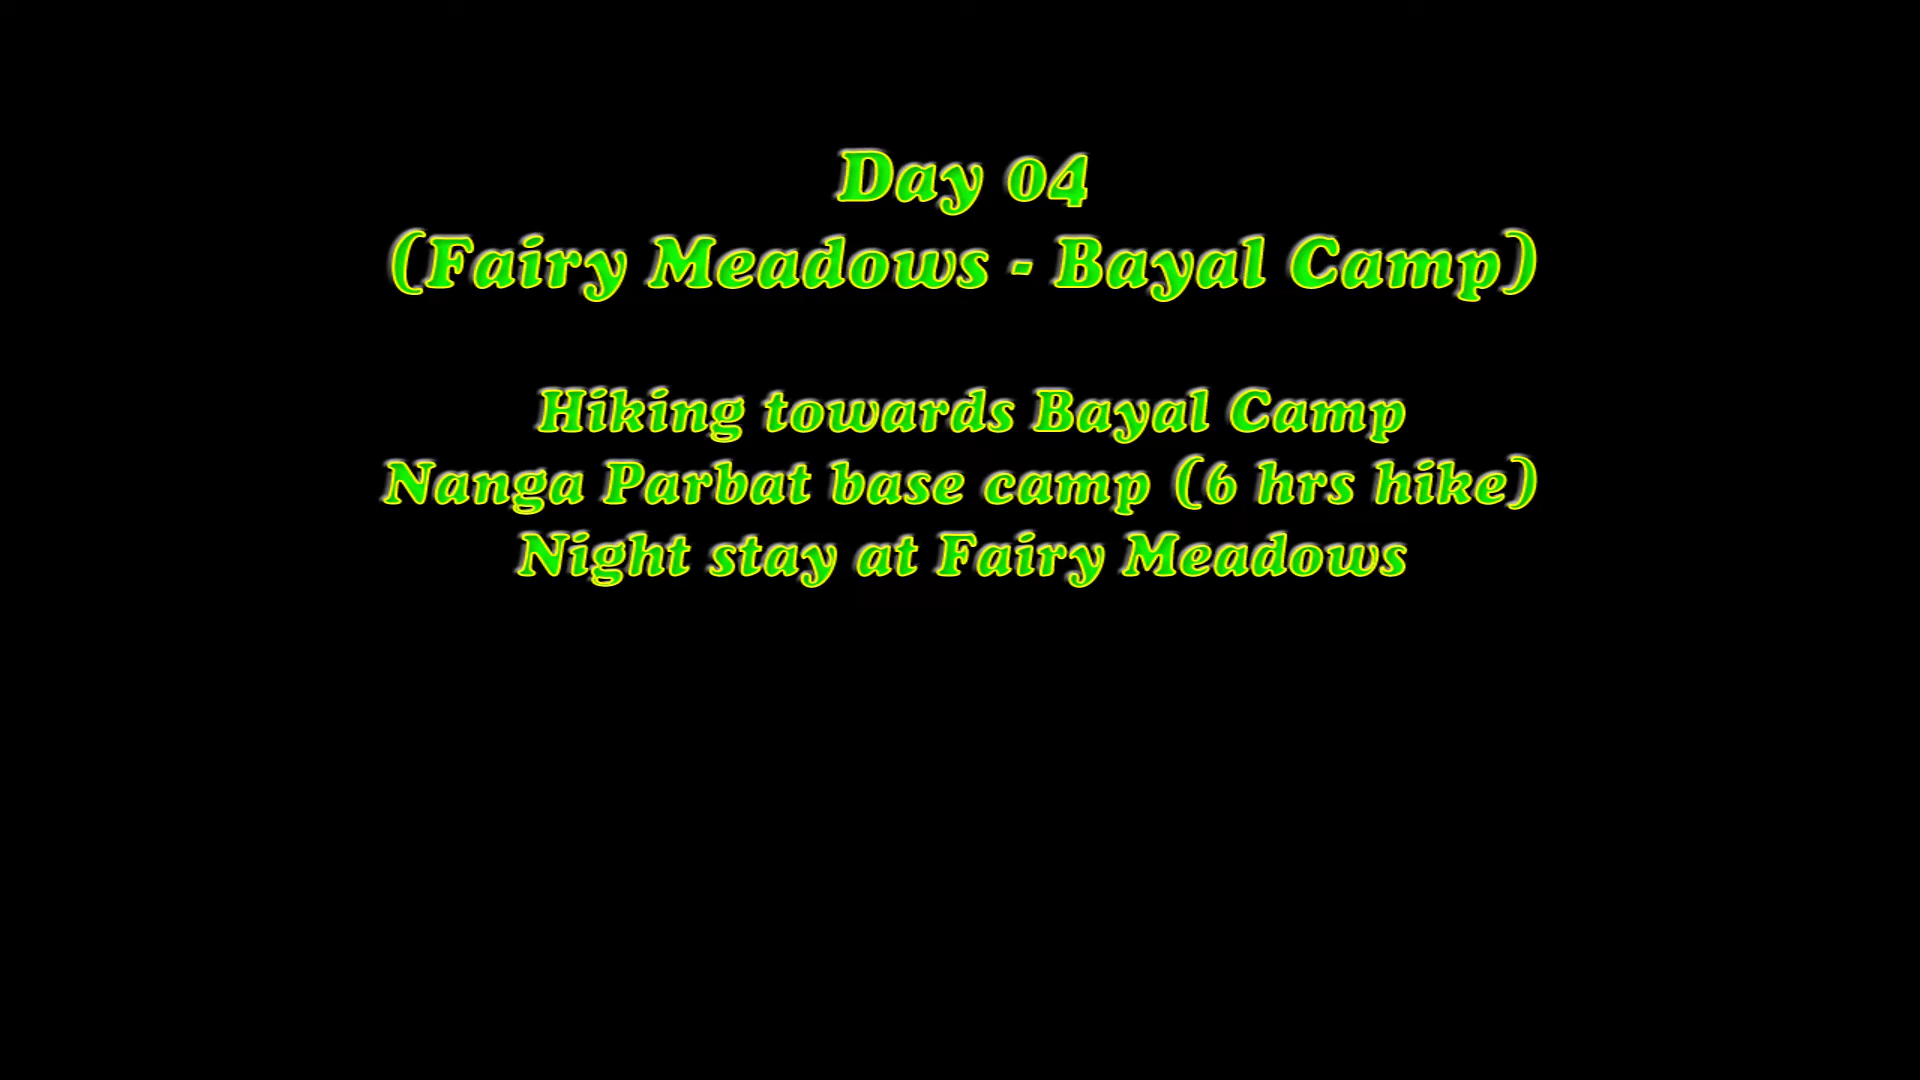 Day 04
(Fairy Meadows - Bayal Camp)
Hiking towards Bayal Camp
Nanga Parbat base camp (6 hrs hike)
Night stay at Fairy Meadows